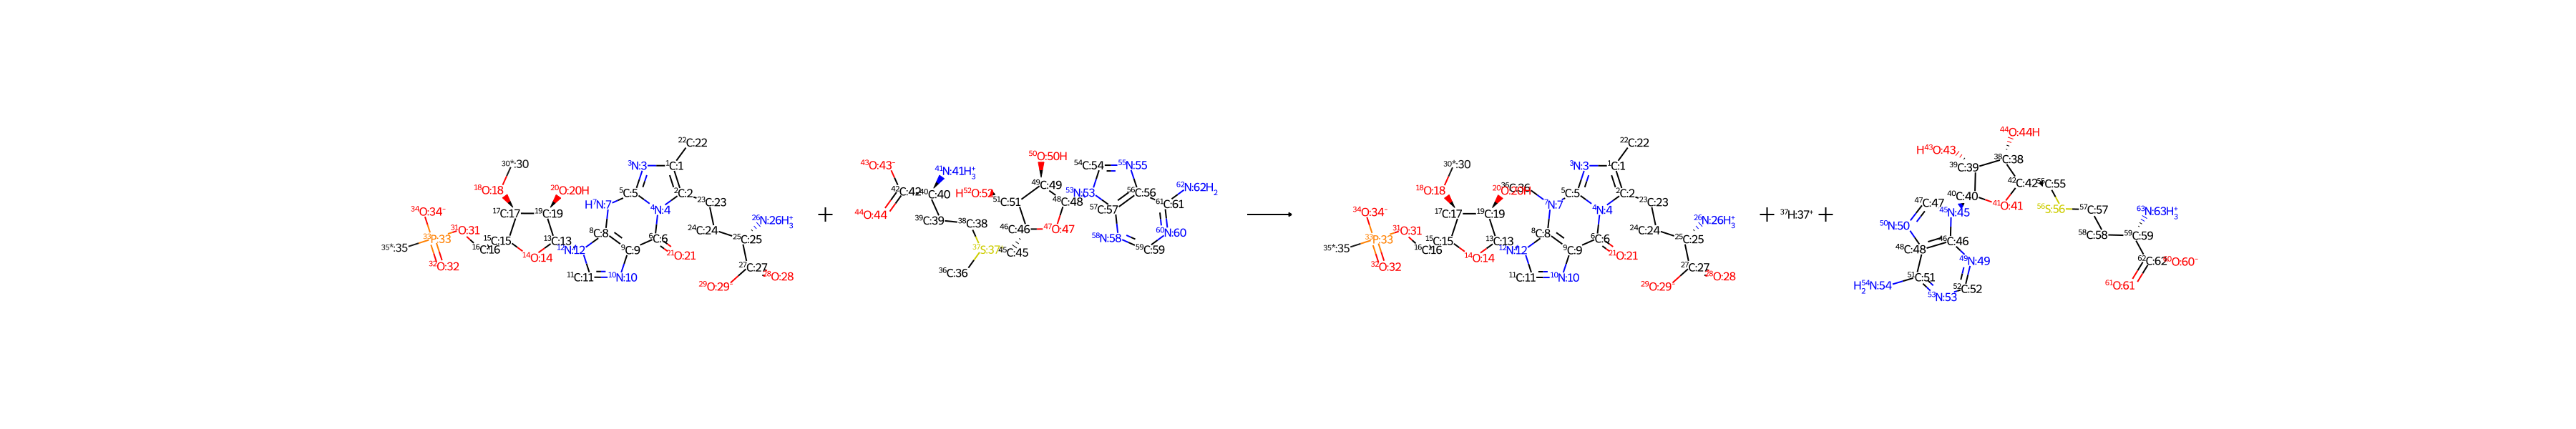 ²²C:22
³⁰*:30
³N:3
¹C:1
¹⁸O:18
²⁰O:20H
⁵C:5
²C:2
²³C:23
H⁷N:7
⁴N:4
³⁴O:34⁻
¹⁷C:17
¹⁹C:19
²⁶N:26H₃⁺
³¹O:31
²⁴C:24
³⁵*:35
³³P:33
⁸C:8
⁶C:6
²⁵C:25
¹⁶C:16
¹⁵C:15
¹³C:13
¹²N:12
⁹C:9
²¹O:21
³²O:32
¹⁴O:14
²⁷C:27
¹¹C:11
¹⁰N:10
²⁸O:28
²⁹O:29⁻
+
⁴³O:43⁻
⁴¹N:41H₃⁺
⁴²C:42
⁴⁰C:40
⁴⁴O:44
³⁹C:39
³⁸C:38
³⁷S:37
³⁶C:36
⁵⁰O:50H
⁴⁹C:49
H⁵²O:52
⁵¹C:51
⁴⁸C:48
⁴⁶C:46
⁴⁷O:47
⁴⁵C:45
⁵⁴C:54
⁵⁵N:55
⁵³N:53
⁵⁶C:56
⁶²N:62H₂
⁵⁷C:57
⁶¹C:61
⁵⁸N:58
⁶⁰N:60
⁵⁹C:59
²²C:22
³⁰*:30
³⁶C:36
³N:3
¹C:1
¹⁸O:18
²⁰O:20H
⁵C:5
²C:2
²³C:23
⁷N:7
⁴N:4
³⁴O:34⁻
¹⁷C:17
¹⁹C:19
²⁶N:26H₃⁺
³¹O:31
²⁴C:24
³⁵*:35
³³P:33
⁸C:8
⁶C:6
²⁵C:25
¹⁶C:16
¹⁵C:15
¹³C:13
¹²N:12
⁹C:9
²¹O:21
³²O:32
¹⁴O:14
²⁷C:27
¹¹C:11
¹⁰N:10
²⁸O:28
²⁹O:29⁻
+
³⁷H:37⁺
+
⁴⁴O:44H
H⁴³O:43
³⁸C:38
³⁹C:39
⁴²C:42
⁵⁵C:55
⁴⁰C:40
⁴¹O:41
⁴⁷C:47
⁴⁵N:45
⁵⁶S:56
⁵⁷C:57
⁶³N:63H₃⁺
⁵⁰N:50
⁴⁶C:46
⁵⁸C:58
⁵⁹C:59
⁴⁸C:48
⁴⁹N:49
⁶²C:62
⁶⁰O:60⁻
⁵¹C:51
H₂⁵⁴N:54
⁵³N:53
⁵²C:52
⁶¹O:61